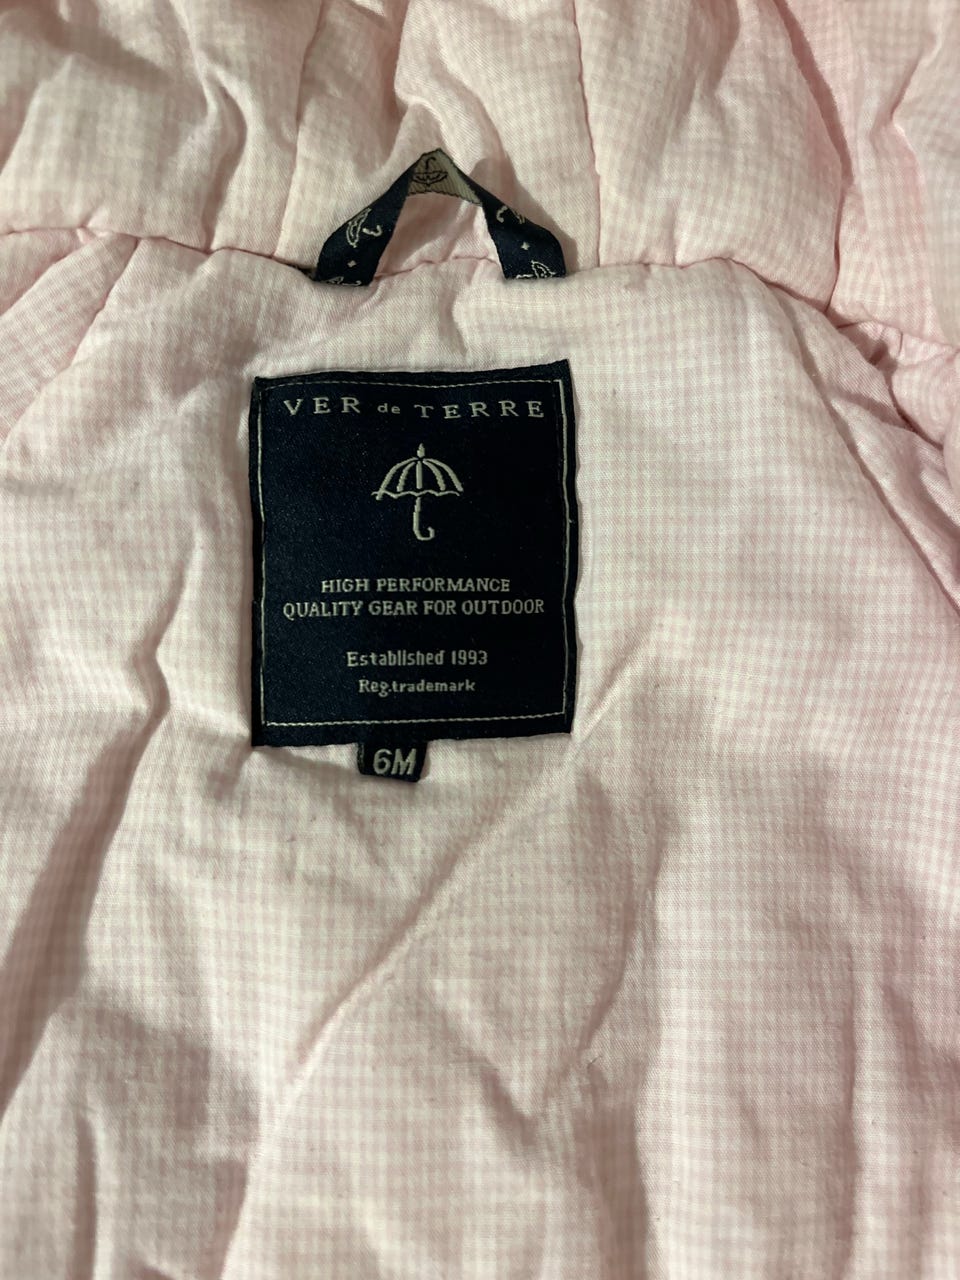 VER de TERRE
HIGH PERFORMANCE
QUALITY GEAR FOR OUTDOOR
Established 1993
Reg.trademark
6M